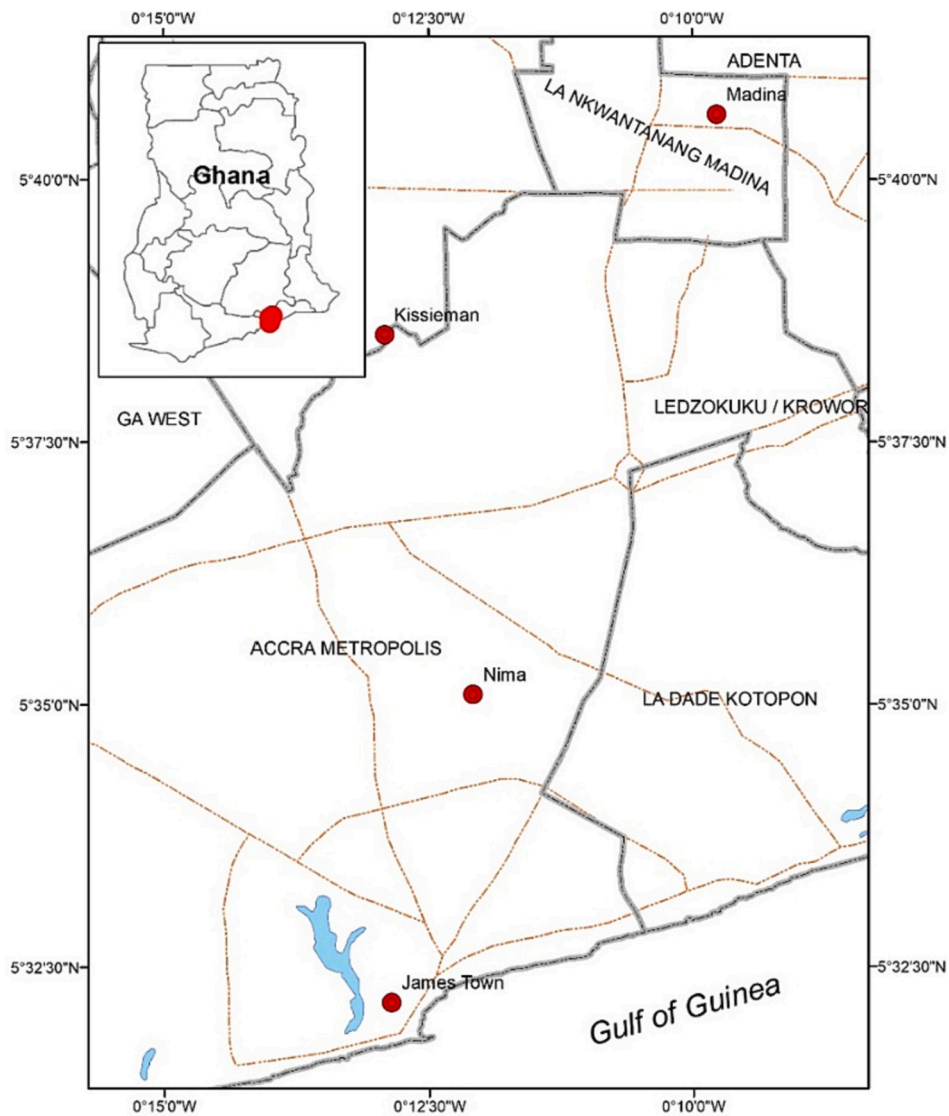 0°15'0"W 0°12'30"W 0°10'0"W
ADENTA
Madina
LA NKWANTANANG MADINA
Ghana
5°40'0"N 5°40'0"N
Kissieman
LEDZOKUKU / KROWOR
GA WEST
5°37'30"N 5°37'30"N
ACCRA METROPOLIS
Nima
LA DADE KOTOPON
5°35'0"N 5°35'0"N
5°32'30"N 5°32'30"N
James Town
Gulf of Guinea
0°15'0"W 0°12'30"W 0°10'0"W